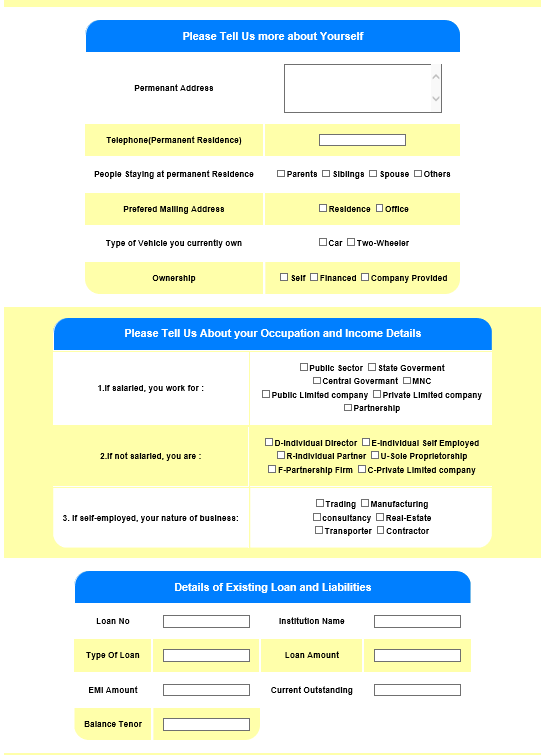 Please Tell Us more about Yourself
Permenant Address
Telephone(Permanent Residence)
People Staying at permanent Residence Parents Siblings Spouse Others
Prefered Mailing Address Residence Office
Type of Vehicle you currently own Car Two-Wheeler
Ownership Self Financed Company Provided
Please Tell Us About your Occupation and Income Details
1.If salaried, you work for :
Public Sector State Goverment
Central Govermant MNC
Public Limited company Private Limited company
Partnership
2.If not salaried, you are :
D-Individual Director E-Individual Self Employed
R-Individual Partner U-Sole Proprietorship
F-Partnership Firm C-Private Limited company
3. If self-employed, your nature of business:
Trading Manufacturing
consultancy Real-Estate
Transporter Contractor
Details of Existing Loan and Liabilities
Loan No Institution Name
Type Of Loan Loan Amount
EMI Amount Current Outstanding
Balance Tenor